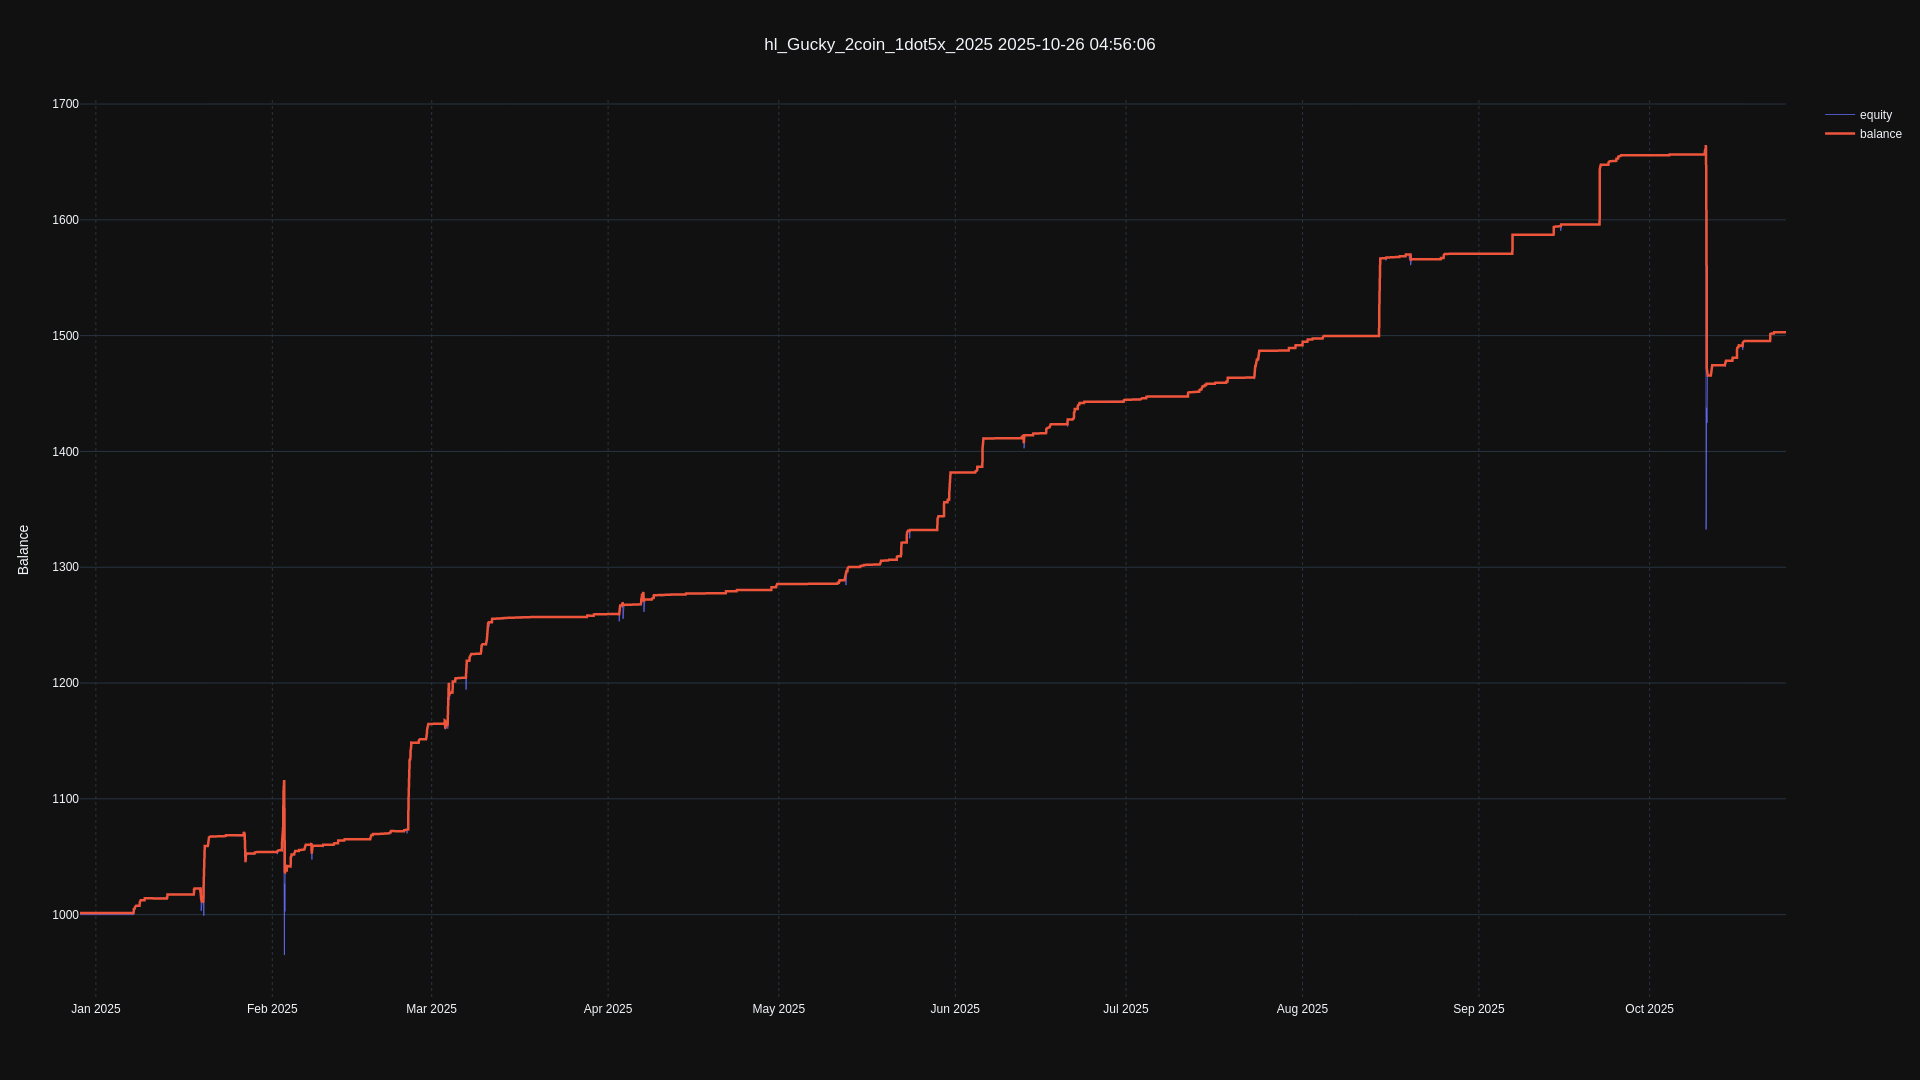 hl_Gucky_2coin_1dot5x_2025 2025-10-26 04:56:06
equity
balance
Balance
1700
1600
1500
1400
1300
1200
1100
1000
Jan 2025
Feb 2025
Mar 2025
Apr 2025
May 2025
Jun 2025
Jul 2025
Aug 2025
Sep 2025
Oct 2025